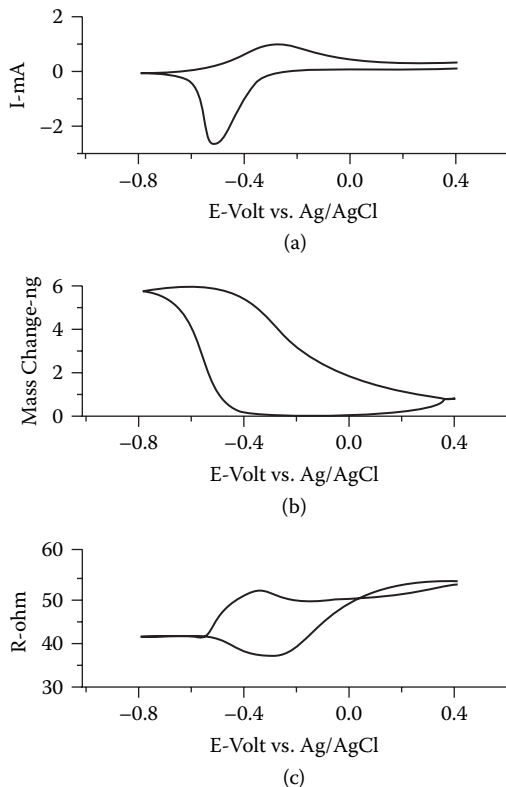 2
0
−2
I-mA
−0.8 −0.4 0.0 0.4
E-Volt vs. Ag/AgCl
(a)
6
4
2
0
Mass Change-ng
−0.8 −0.4 0.0 0.4
E-Volt vs. Ag/AgCl
(b)
60
50
40
30
R-ohm
−0.8 −0.4 0.0 0.4
E-Volt vs. Ag/AgCl
(c)